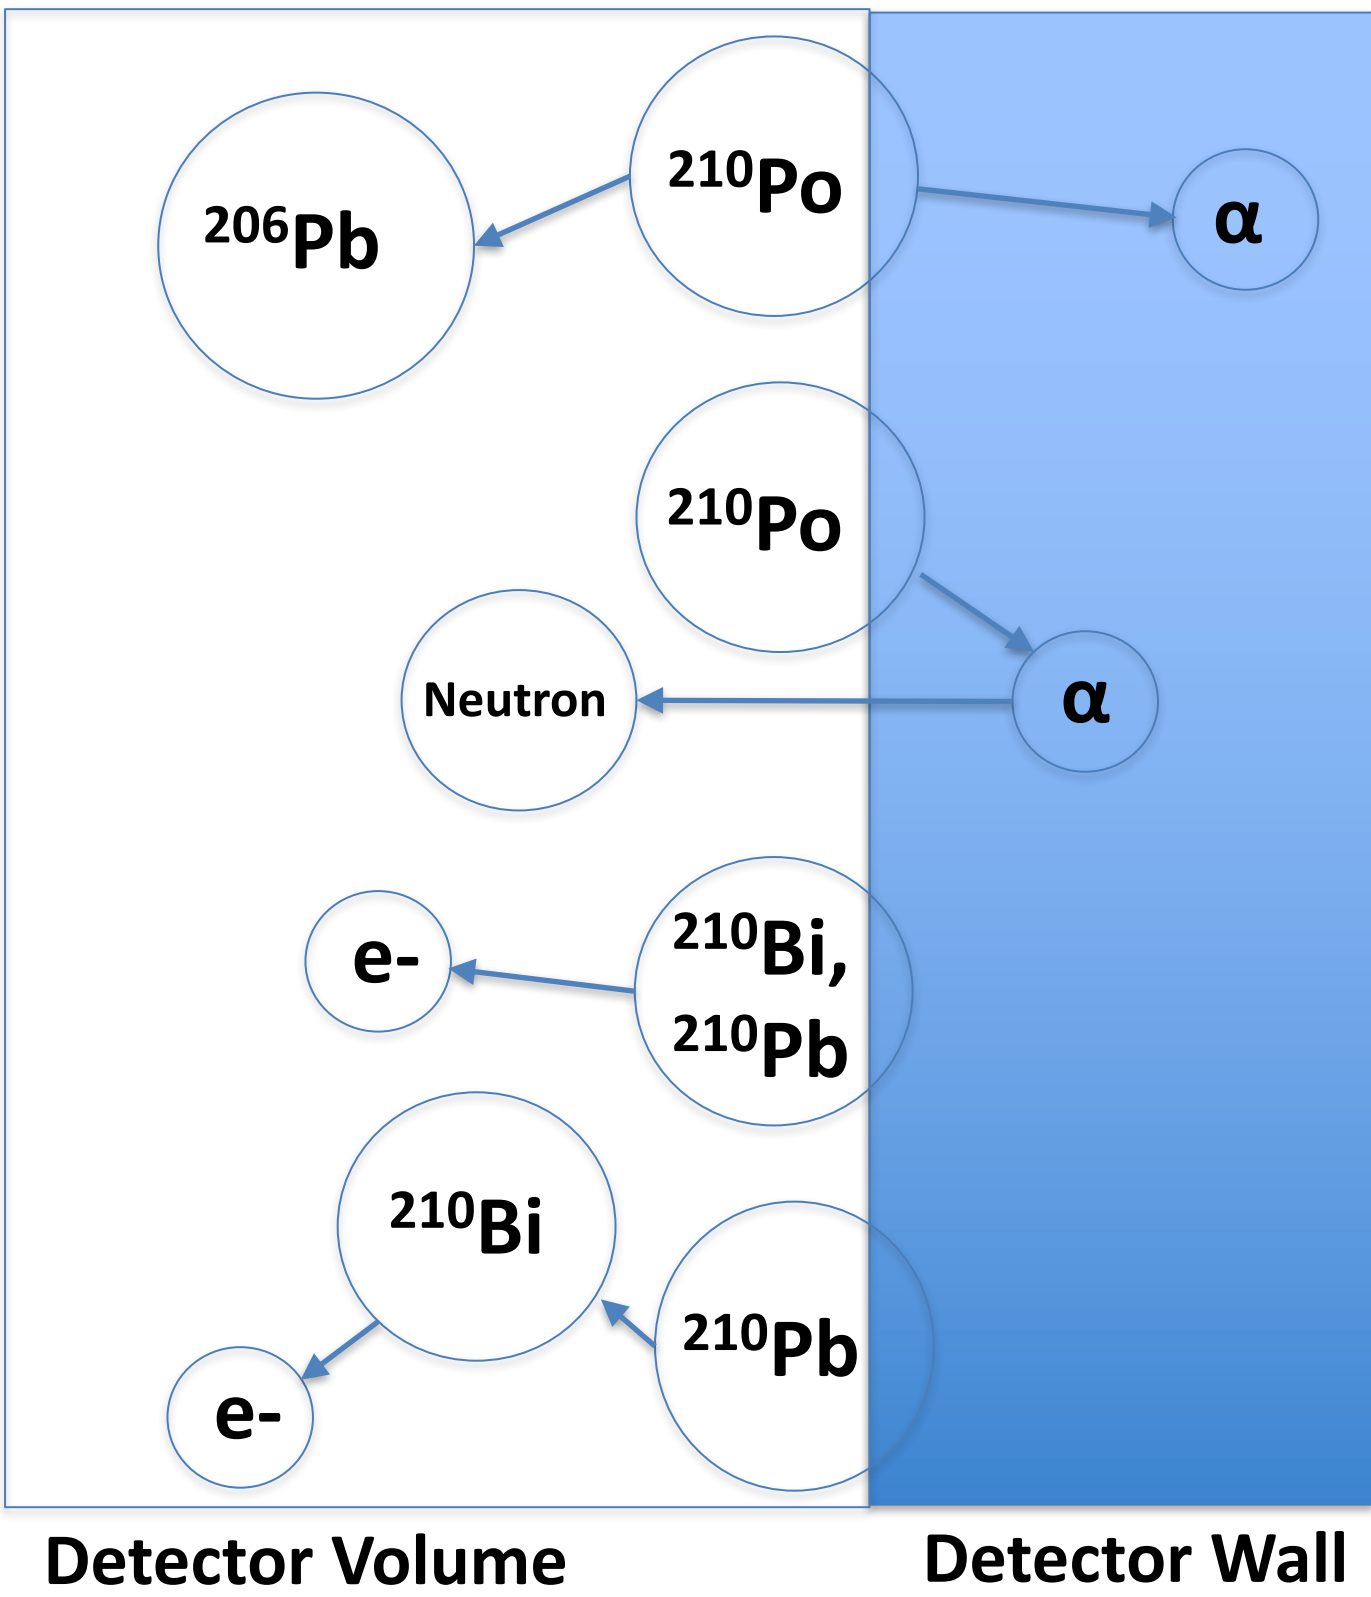 ²¹⁰Po
²⁰⁶Pb
α
²¹⁰Po
Neutron
α
e-
²¹⁰Bi,
²¹⁰Pb
²¹⁰Bi
²¹⁰Pb
e-
Detector Volume
Detector Wall